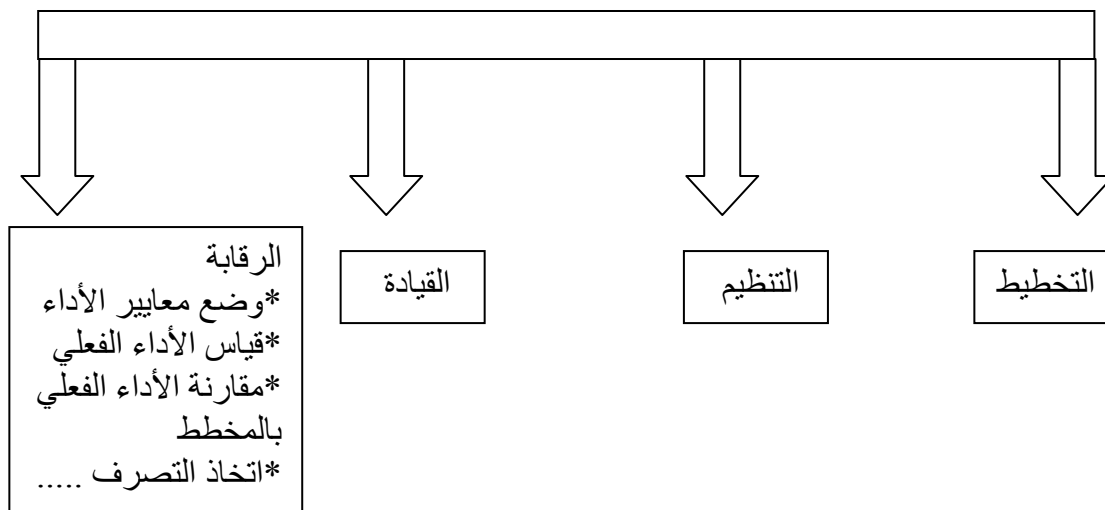 التخطيط
التنظيم
القيادة
الرقابة
*وضع معايير الأداء
*قياس الأداء الفعلي
*مقارنة الأداء الفعلي
بالمخطط
*اتخاذ التصرف .....